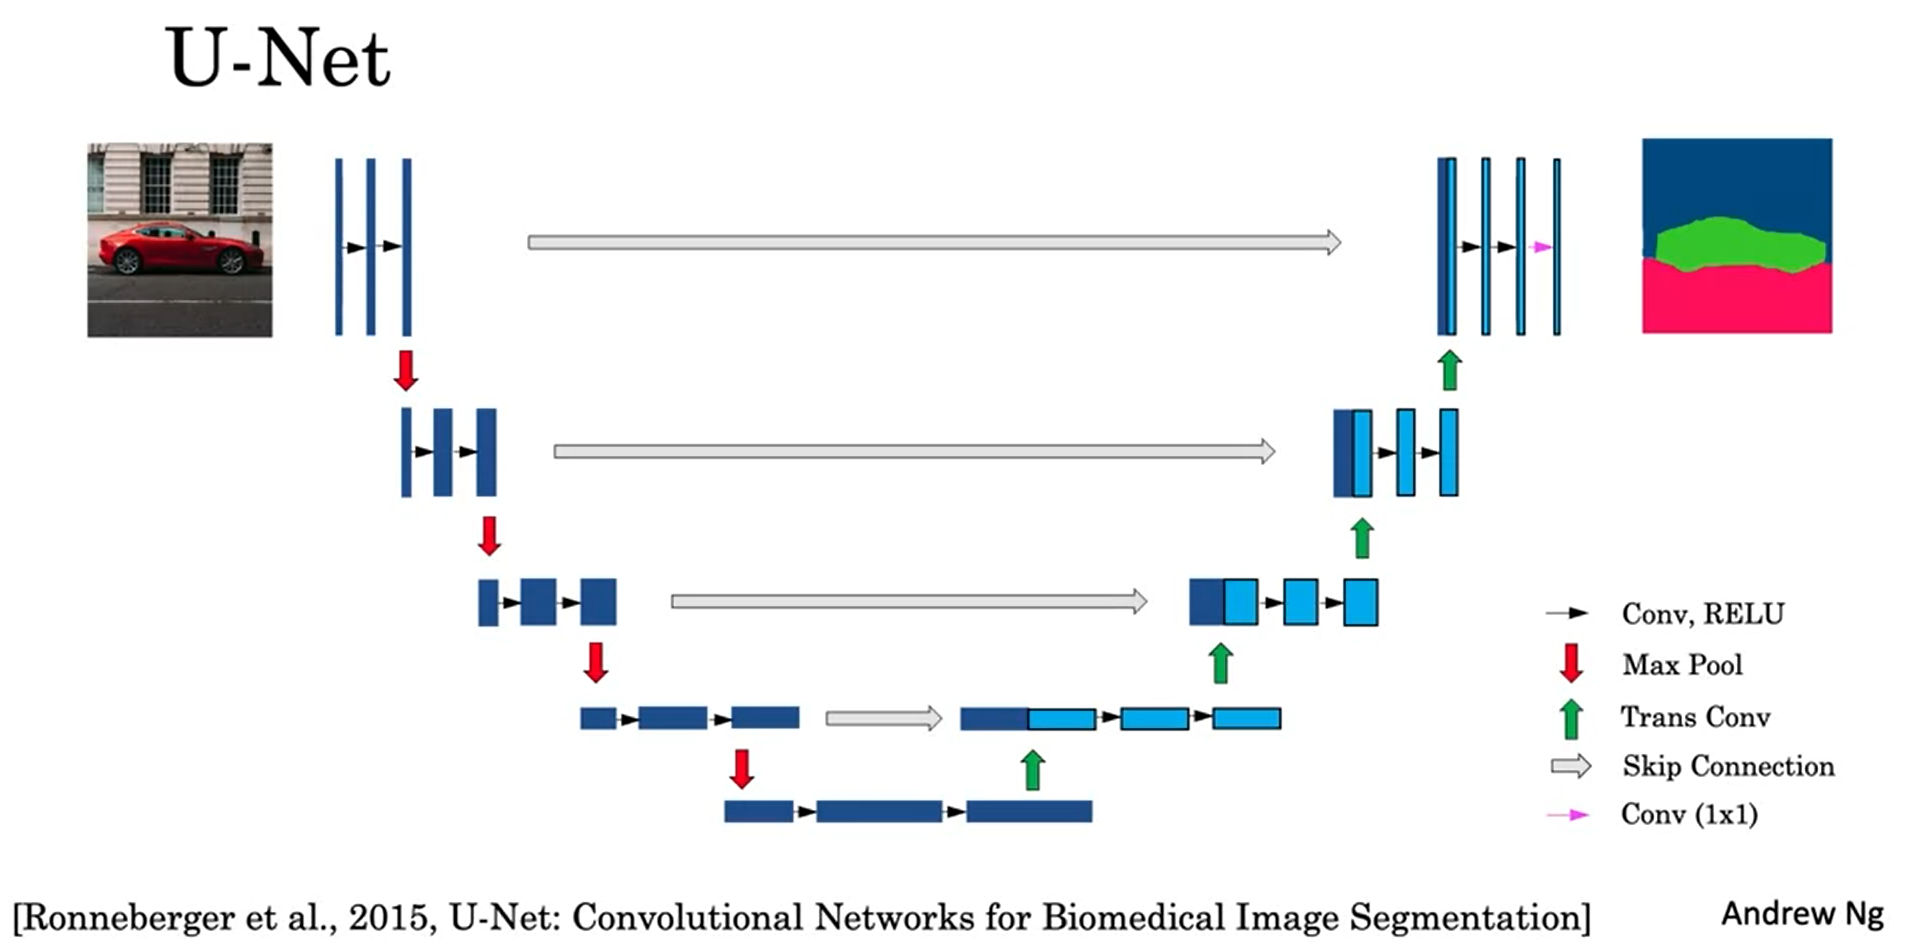 U-Net
Conv, RELU
Max Pool
Trans Conv
Skip Connection
Conv (1x1)
[Ronneberger et al., 2015, U-Net: Convolutional Networks for Biomedical Image Segmentation]
Andrew Ng